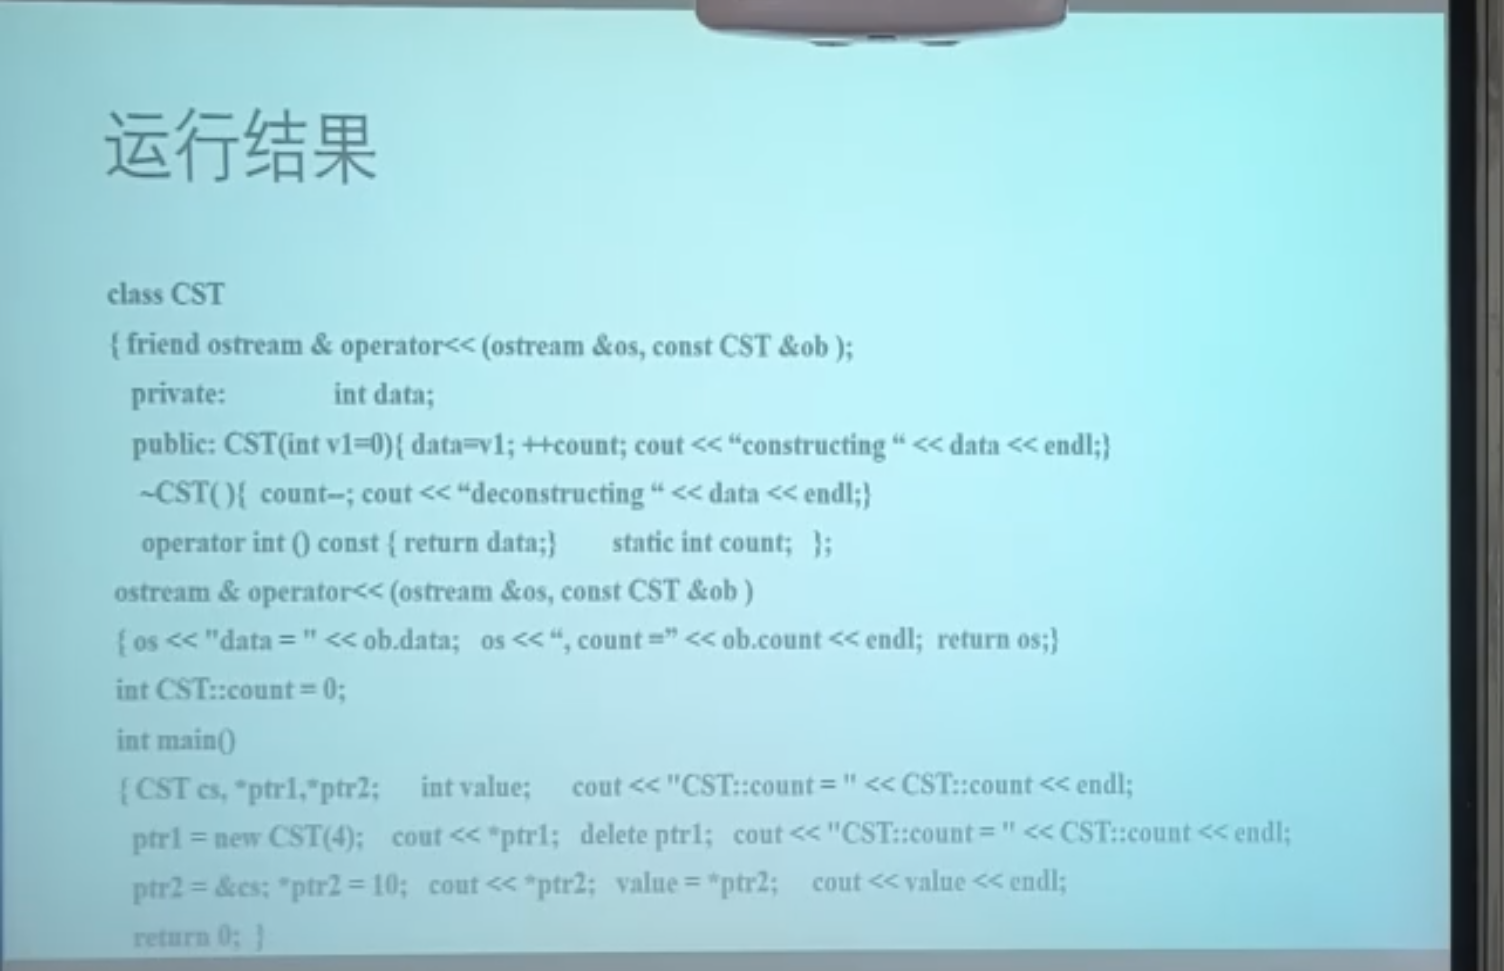 运行结果
class CST
{ friend ostream & operator<< (ostream &os, const CST &ob );
private: int data;
public: CST(int v1=0){ data=v1; ++count; cout << “constructing “ << data << endl;}
~CST( ){ count--; cout << “deconstructing “ << data << endl;}
operator int () const { return data;} static int count; };
ostream & operator<< (ostream &os, const CST &ob )
{ os << "data = " << ob.data; os << “, count =” << ob.count << endl; return os;}
int CST::count = 0;
int main()
{ CST cs, *ptr1,*ptr2; int value; cout << "CST::count = " << CST::count << endl;
ptr1 = new CST(4); cout << *ptr1; delete ptr1; cout << "CST::count = " << CST::count << endl;
ptr2 = &cs; *ptr2 = 10; cout << *ptr2; value = *ptr2; cout << value << endl;
return 0; }